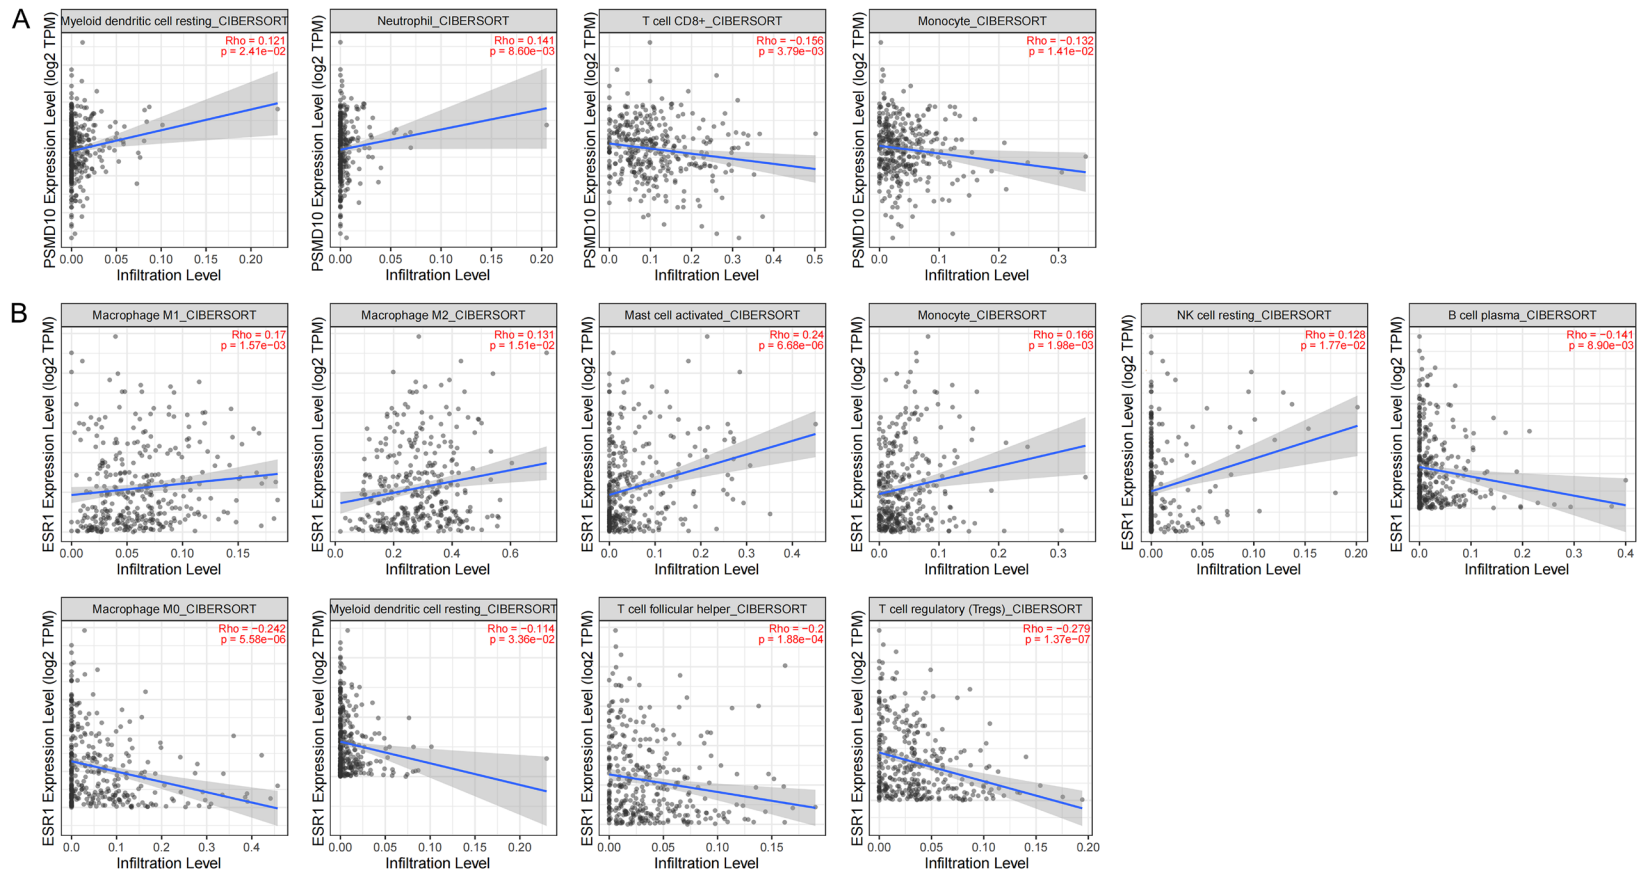 A
Myeloid dendritic cell resting_CIBERSORT
Rho = 0.121
p = 2.41e−02
PSMD10 Expression Level (log2 TPM)
0.00 0.05 0.10 0.15 0.20
Infiltration Level
Neutrophil_CIBERSORT
Rho = 0.141
p = 8.60e−03
PSMD10 Expression Level (log2 TPM)
0.00 0.05 0.10 0.15 0.20
Infiltration Level
T cell CD8+_CIBERSORT
Rho = −0.156
p = 3.79e−03
PSMD10 Expression Level (log2 TPM)
0.0 0.1 0.2 0.3 0.4 0.5
Infiltration Level
Monocyte_CIBERSORT
Rho = −0.132
p = 1.41e−02
PSMD10 Expression Level (log2 TPM)
0.0 0.1 0.2 0.3
Infiltration Level
B
Macrophage M1_CIBERSORT
Rho = 0.17
p = 1.57e−03
ESR1 Expression Level (log2 TPM)
0.00 0.05 0.10 0.15
Infiltration Level
Macrophage M2_CIBERSORT
Rho = 0.131
p = 1.51e−02
ESR1 Expression Level (log2 TPM)
0.0 0.2 0.4 0.6
Infiltration Level
Mast cell activated_CIBERSORT
Rho = 0.24
p = 6.68e−06
ESR1 Expression Level (log2 TPM)
0.0 0.1 0.2 0.3 0.4
Infiltration Level
Monocyte_CIBERSORT
Rho = 0.166
p = 1.98e−03
ESR1 Expression Level (log2 TPM)
0.0 0.1 0.2 0.3
Infiltration Level
NK cell resting_CIBERSORT
Rho = 0.128
p = 1.77e−02
ESR1 Expression Level (log2 TPM)
0.00 0.05 0.10 0.15 0.20
Infiltration Level
B cell plasma_CIBERSORT
Rho = −0.141
p = 8.90e−03
ESR1 Expression Level (log2 TPM)
0.0 0.1 0.2 0.3 0.4
Infiltration Level
Macrophage M0_CIBERSORT
Rho = −0.242
p = 5.58e−06
ESR1 Expression Level (log2 TPM)
0.0 0.1 0.2 0.3 0.4
Infiltration Level
Myeloid dendritic cell resting_CIBERSORT
Rho = −0.114
p = 3.36e−02
ESR1 Expression Level (log2 TPM)
0.00 0.05 0.10 0.15 0.20
Infiltration Level
T cell follicular helper_CIBERSORT
Rho = −0.2
p = 1.88e−04
ESR1 Expression Level (log2 TPM)
0.00 0.05 0.10 0.15
Infiltration Level
T cell regulatory (Tregs)_CIBERSORT
Rho = −0.279
p = 1.37e−07
ESR1 Expression Level (log2 TPM)
0.00 0.05 0.10 0.15 0.20
Infiltration Level